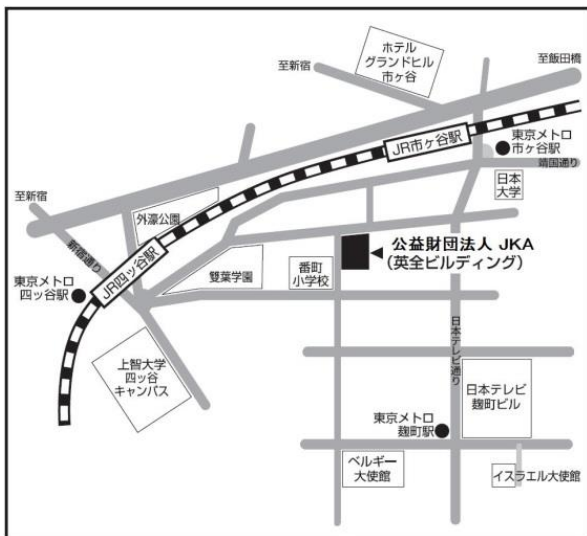 ホテル
グランドヒル
市ヶ谷
至新宿
至飯田橋
JR市ヶ谷駅
東京メトロ
市ヶ谷駅
靖国通り
日本
大学
至新宿
外濠公園
新宿通り
JR四ッ谷駅
東京メトロ
四ッ谷駅
雙葉学園
番町
小学校
公益財団法人 JKA
(英全ビルディング)
上智大学
四ッ谷
キャンパス
日本テレビ通り
日本テレビ
麹町ビル
東京メトロ
麹町駅
ベルギー
大使館
イスラエル大使館